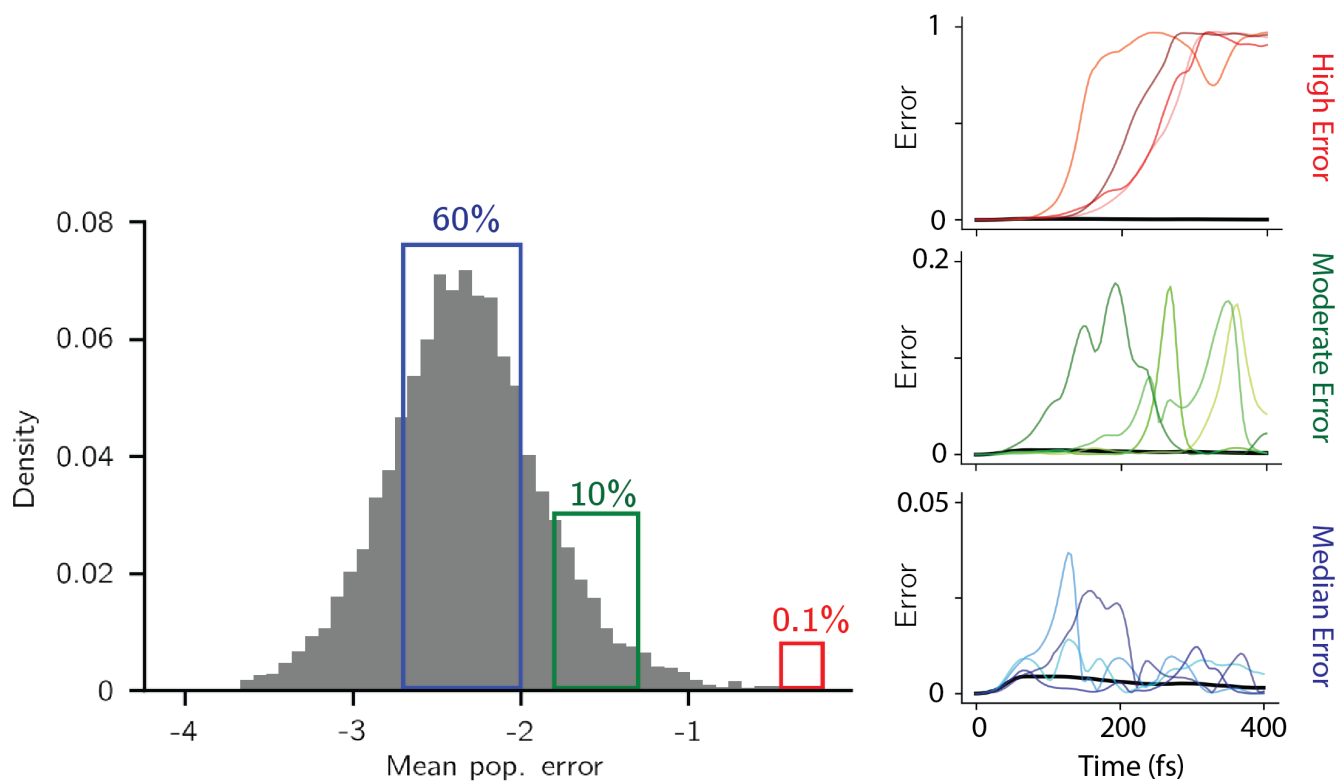 0.08
0.06
0.04
0.02
0
Density
60%
10%
0.1%
-4
-3
-2
-1
Mean pop. error
1
0
Error
High Error
0.2
0
Error
Moderate Error
0.05
0
Error
Median Error
0
200
400
Time (fs)